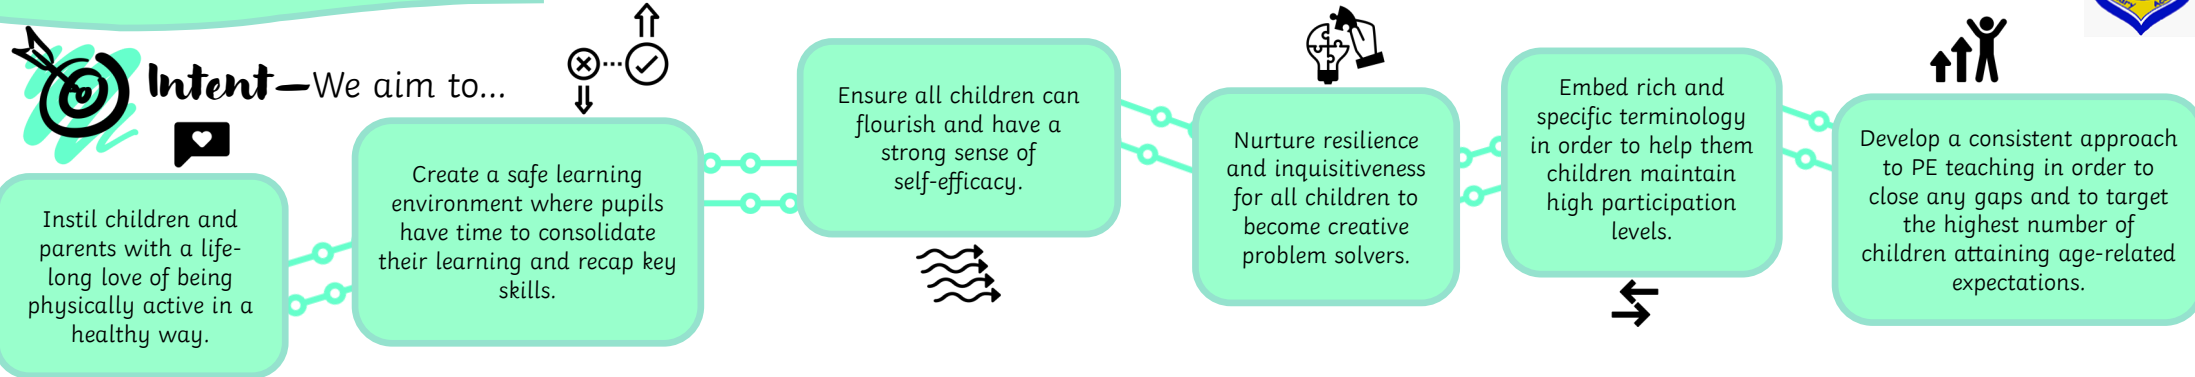 Intent—We aim to...
Instil children and
parents with a life-
long love of being
physically active in a
healthy way.
Create a safe learning
environment where pupils
have time to consolidate
their learning and recap key
skills.
Ensure all children can
flourish and have a
strong sense of
self-efficacy.
Nurture resilience
and inquisitiveness
for all children to
become creative
problem solvers.
Embed rich and
specific terminology
in order to help them
children maintain
high participation
levels.
Develop a consistent approach
to PE teaching in order to
close any gaps and to target
the highest number of
children attaining age-related
expectations.